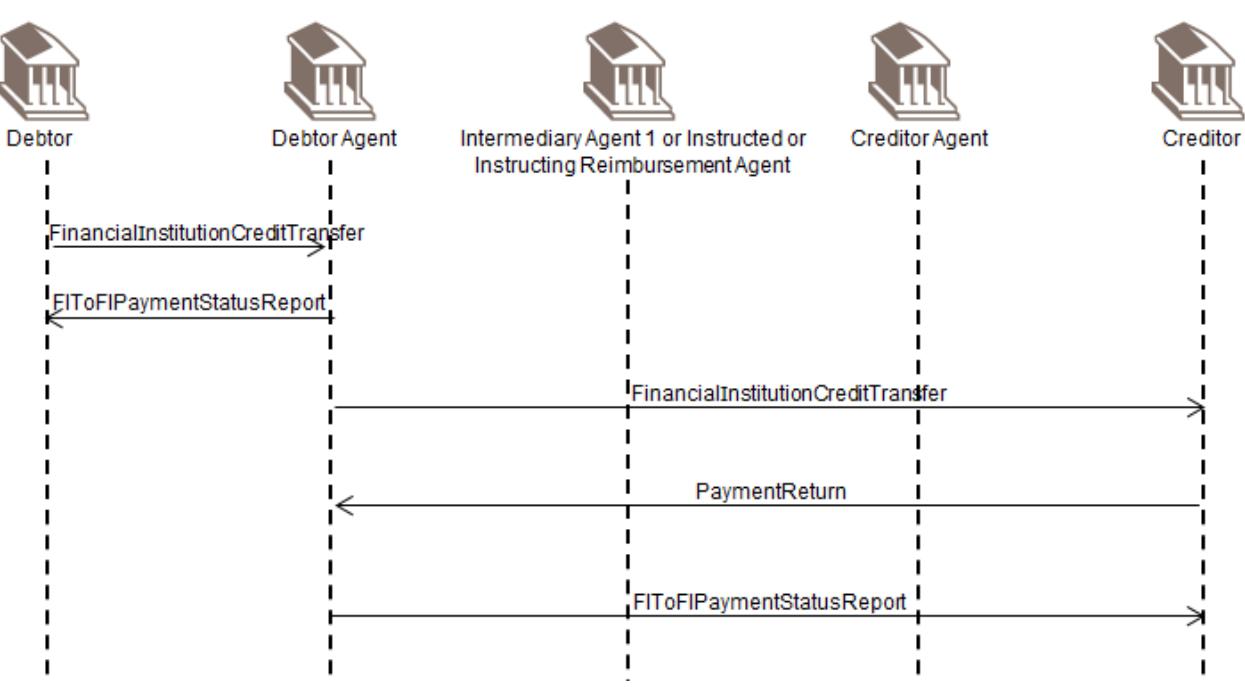 Debtor
Debtor Agent
Intermediary Agent 1 or Instructed or
Instructing Reimbursement Agent
Creditor Agent
Creditor
FinancialInstitutionCreditTransfer
FIToFIPaymentStatusReport
FinancialInstitutionCreditTransfer
PaymentReturn
FIToFIPaymentStatusReport